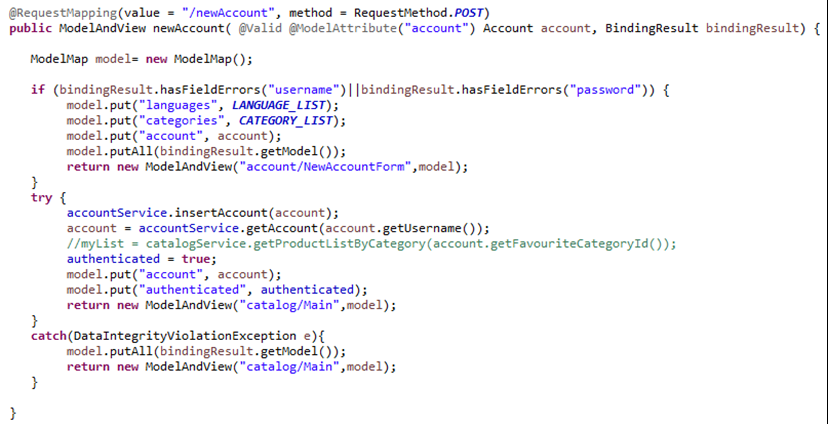 @RequestMapping(value = "/newAccount", method = RequestMethod.POST)
public ModelAndView newAccount( @Valid @ModelAttribute("account") Account account, BindingResult bindingResult) {
ModelMap model= new ModelMap();
if (bindingResult.hasFieldErrors("username")||bindingResult.hasFieldErrors("password")) {
model.put("languages", LANGUAGE_LIST);
model.put("categories", CATEGORY_LIST);
model.put("account", account);
model.putAll(bindingResult.getModel());
return new ModelAndView("account/NewAccountForm",model);
}
try {
accountService.insertAccount(account);
account = accountService.getAccount(account.getUsername());
//myList = catalogService.getProductListByCategory(account.getFavouriteCategoryId());
authenticated = true;
model.put("account", account);
model.put("authenticated", authenticated);
return new ModelAndView("catalog/Main",model);
}
catch(DataIntegrityViolationException e){
model.putAll(bindingResult.getModel());
return new ModelAndView("catalog/Main",model);
}
}